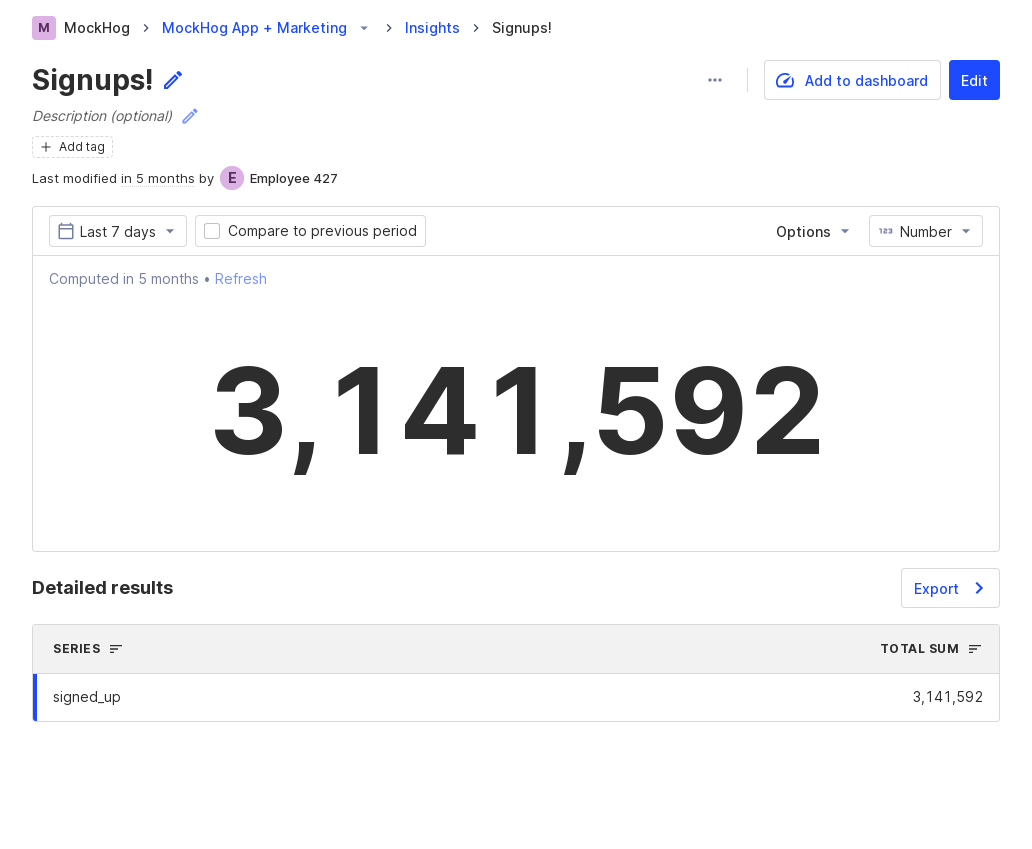 M MockHog MockHog App + Marketing Insights Signups!
Signups!
Add to dashboard Edit
Description (optional)
Add tag
Last modified in 5 months by E Employee 427
Last 7 days Compare to previous period Options 123 Number
Computed in 5 months • Refresh
3,141,592
Detailed results Export
SERIES TOTAL SUM
signed_up 3,141,592